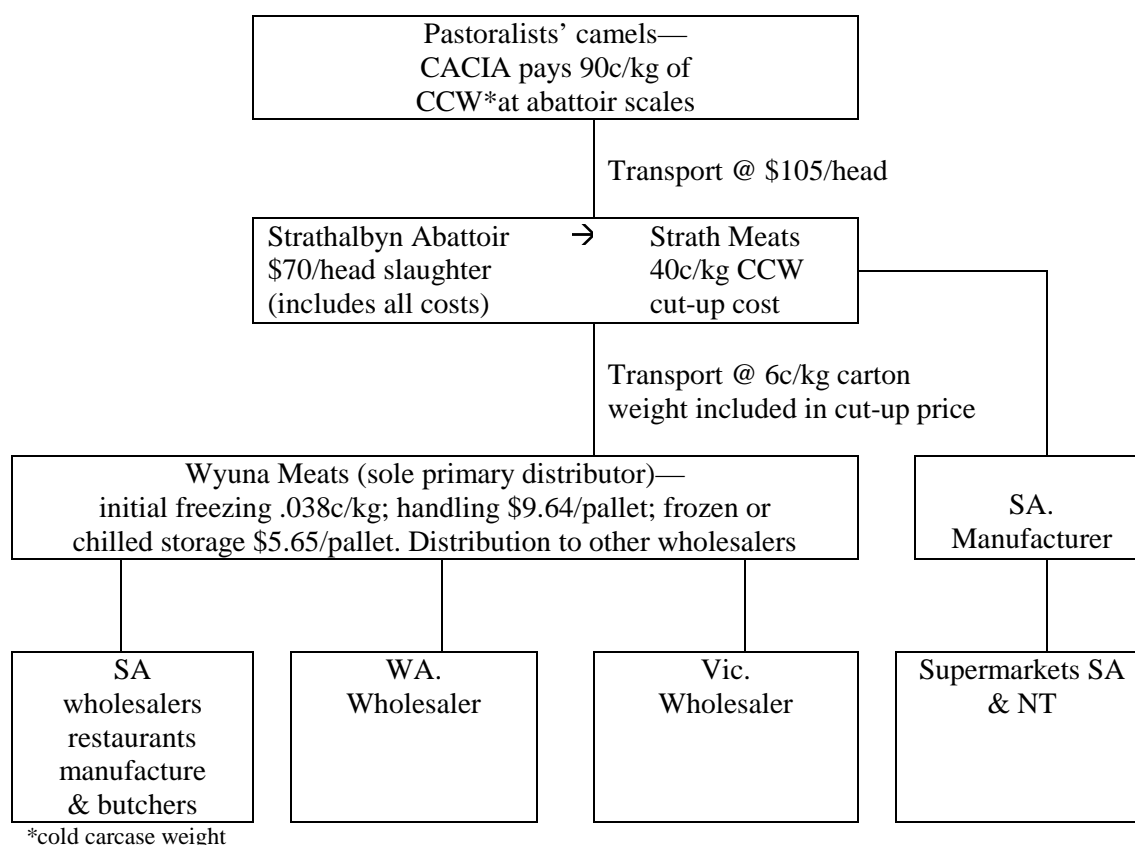 Pastoralists’ camels—
CACIA pays 90c/kg of
CCW*at abattoir scales
Transport @ $105/head
Strathalbyn Abattoir → Strath Meats
$70/head slaughter 40c/kg CCW
(includes all costs) cut-up cost
Transport @ 6c/kg carton
weight included in cut-up price
Wyuna Meats (sole primary distributor)—
initial freezing .038c/kg; handling $9.64/pallet; frozen or
chilled storage $5.65/pallet. Distribution to other wholesalers
SA.
Manufacturer
SA
wholesalers
restaurants
manufacture
& butchers
WA.
Wholesaler
Vic.
Wholesaler
Supermarkets SA
& NT
*cold carcase weight